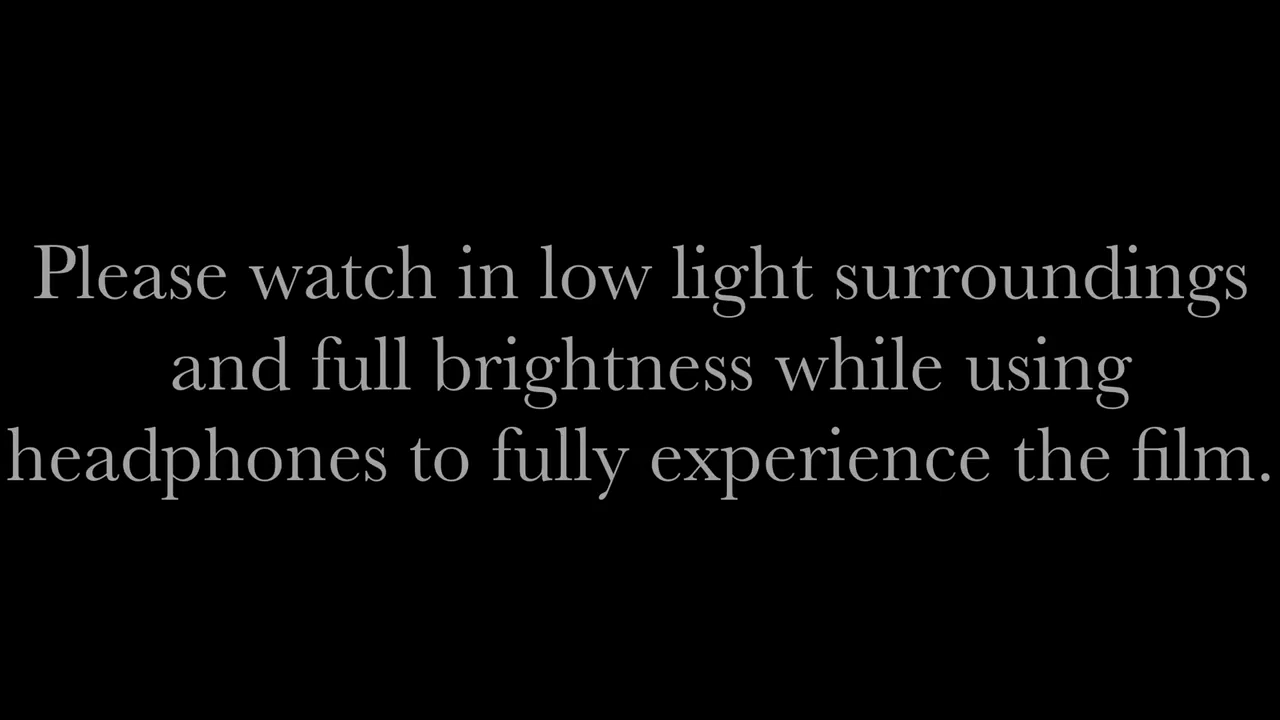 Please watch in low light surroundings
and full brightness while using
headphones to fully experience the film.